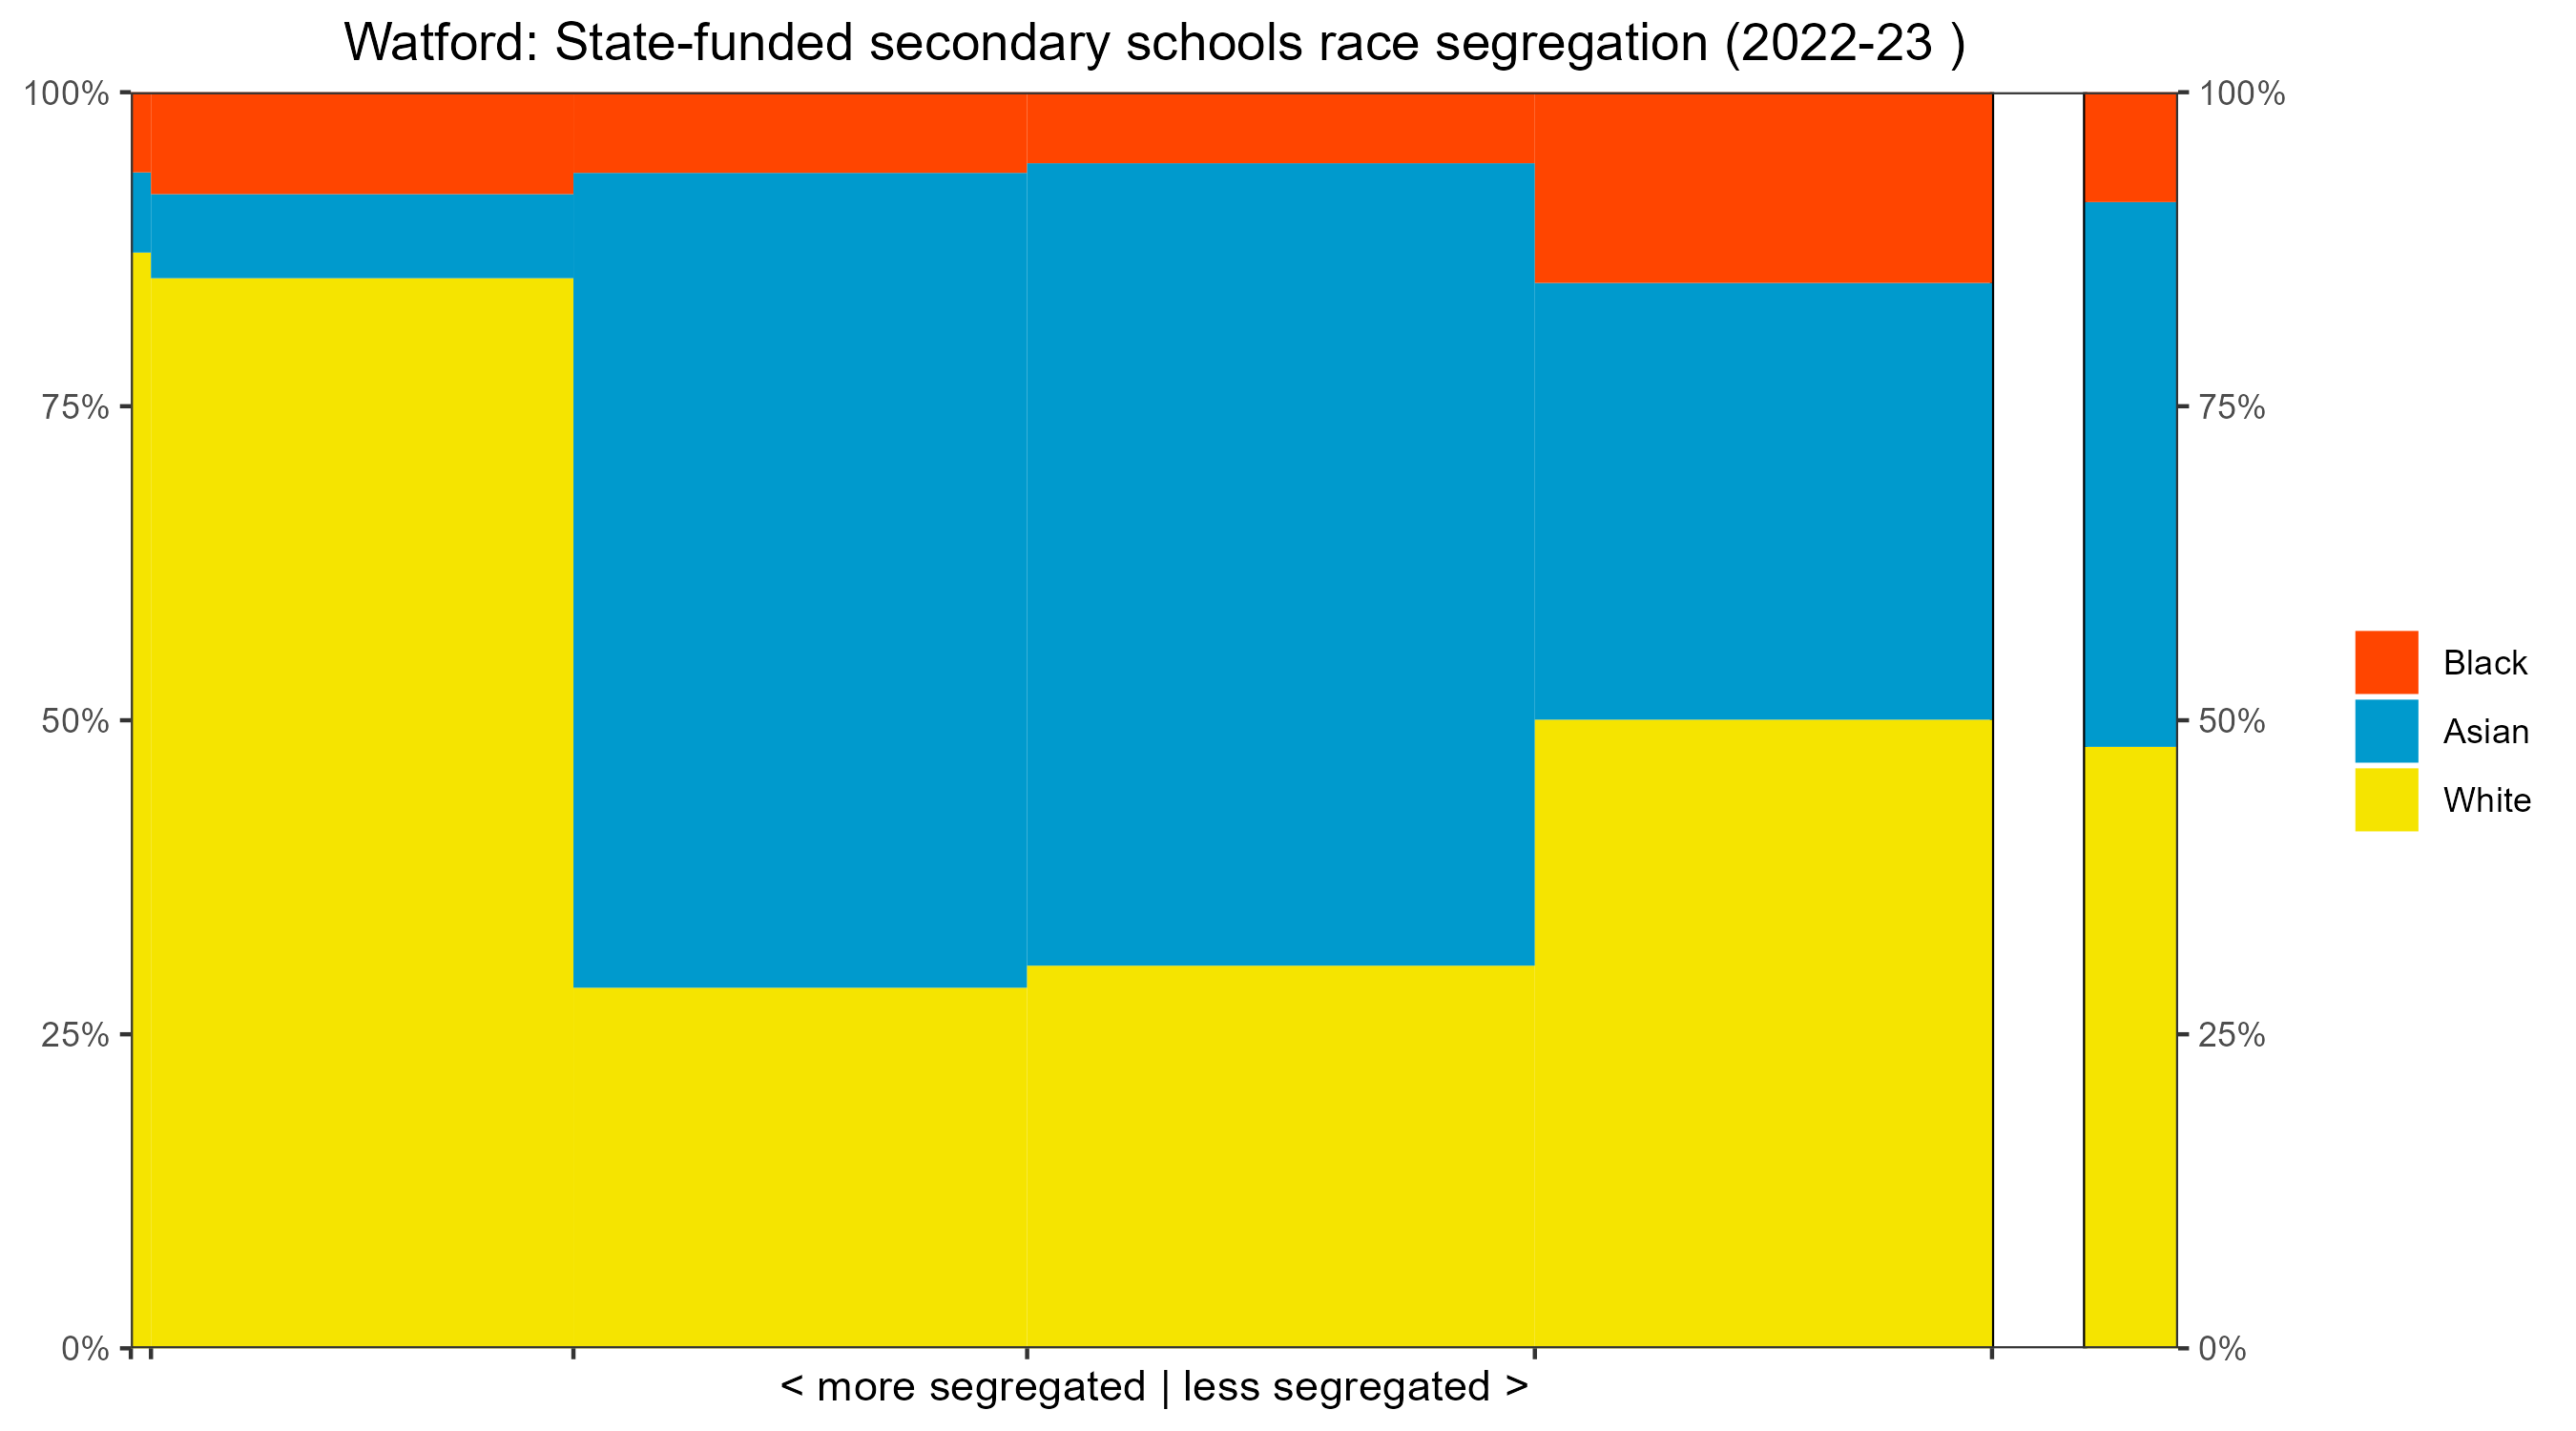 Watford: State-funded secondary schools race segregation (2022-23 )
100%
75%
50%
25%
0%
100%
75%
50%
25%
0%
Black
Asian
White
< more segregated | less segregated >